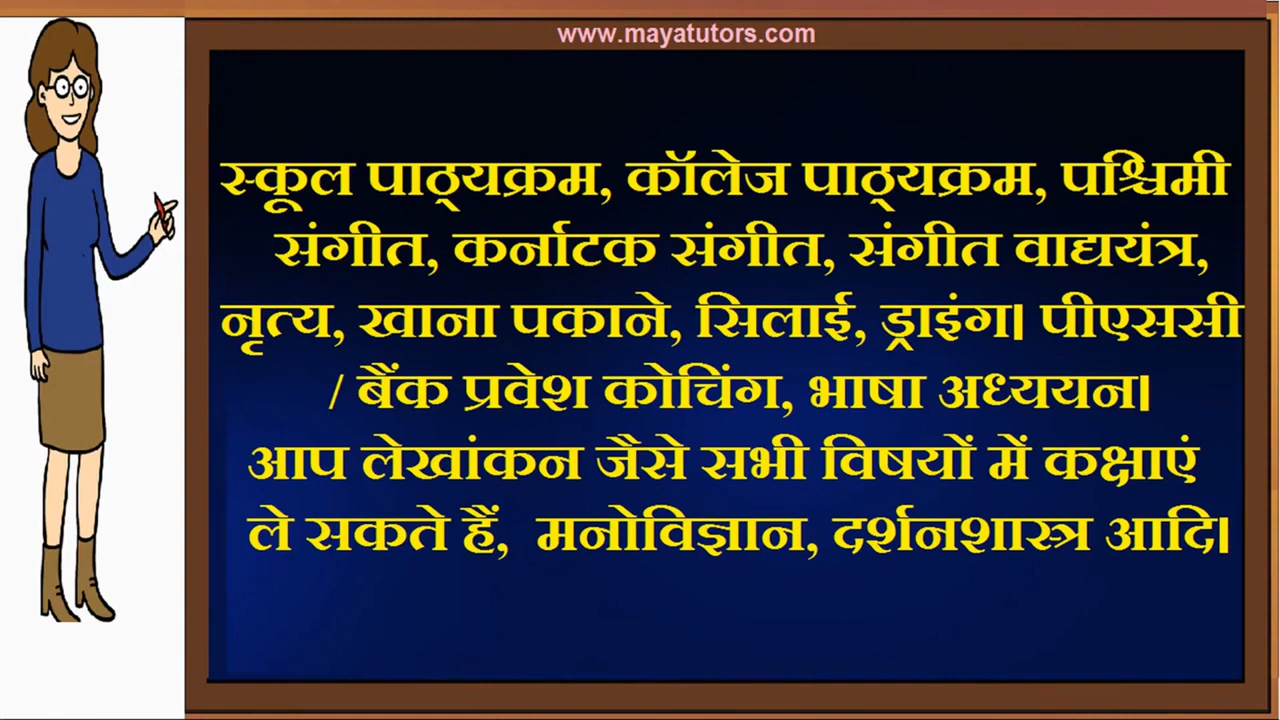 www.mayatutors.com
स्कूल पाठ्यक्रम, कॉलेज पाठ्यक्रम, पश्चिमी
संगीत, कर्नाटक संगीत, संगीत वाद्ययंत्र,
नृत्य, खाना पकाने, सिलाई, ड्राइंग। पीएससी
/ बैंक प्रवेश कोचिंग, भाषा अध्ययन।
आप लेखांकन जैसे सभी विषयों में कक्षाएं
ले सकते हैं, मनोविज्ञान, दर्शनशास्त्र आदि।